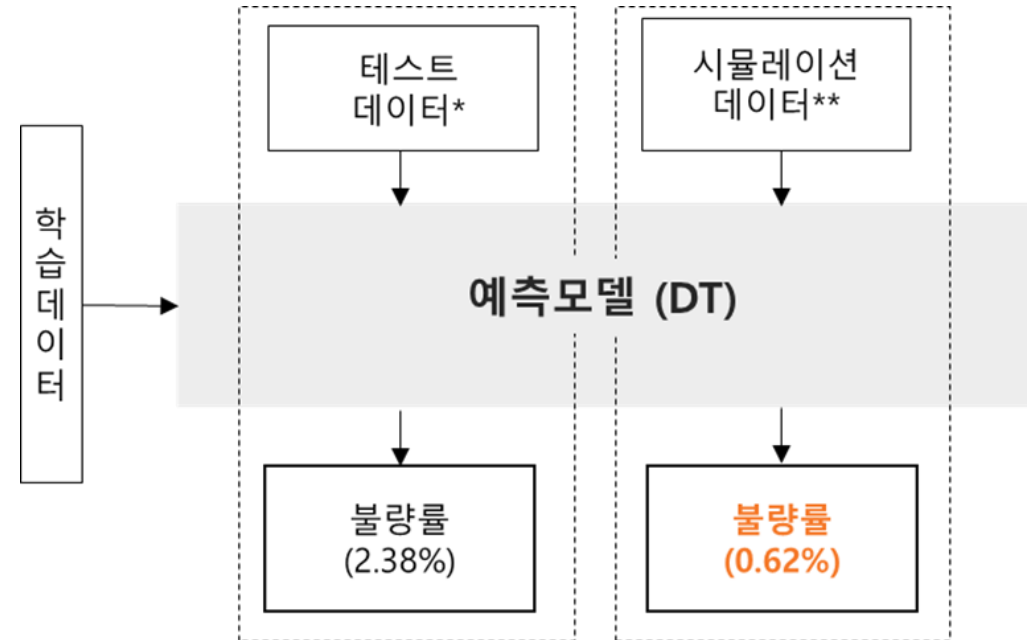 테스트
데이터*
시뮬레이션
데이터**
학습데이터
예측모델 (DT)
불량률
(2.38%)
불량률
(0.62%)